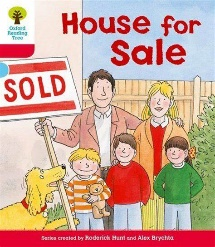 Oxford
Reading
Tree
House for
Sale
SOLD
Series created by Roderick Hunt and Alex Brychta